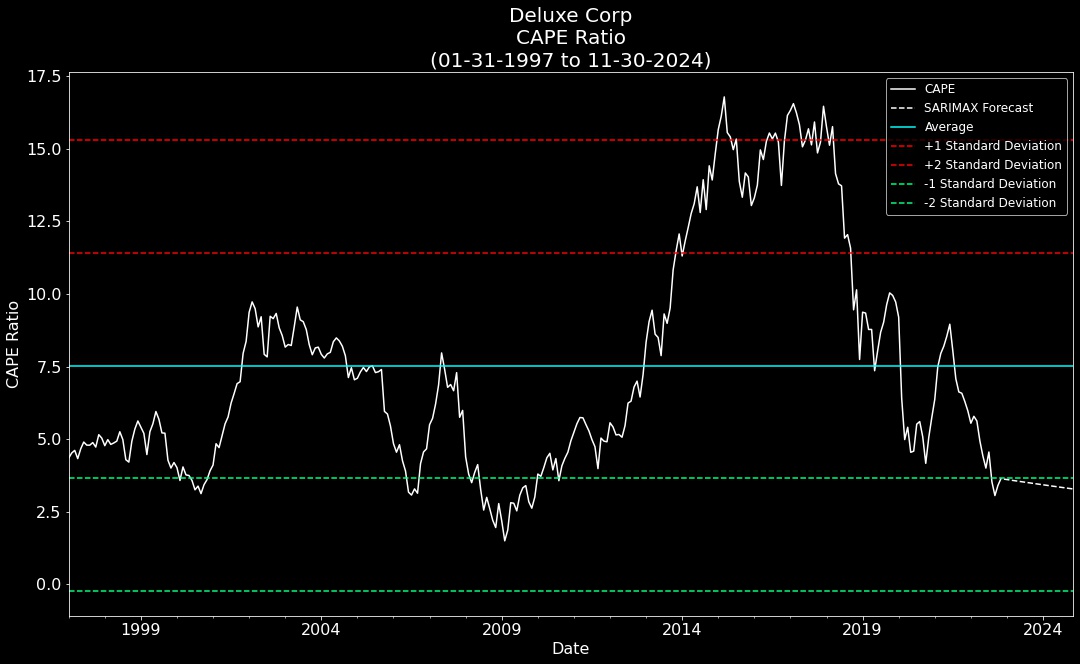 Deluxe Corp
CAPE Ratio
(01-31-1997 to 11-30-2024)
17.5
15.0
12.5
10.0
7.5
5.0
2.5
0.0
CAPE Ratio
CAPE
SARIMAX Forecast
Average
+1 Standard Deviation
+2 Standard Deviation
-1 Standard Deviation
-2 Standard Deviation
1999
2004
2009
2014
2019
2024
Date